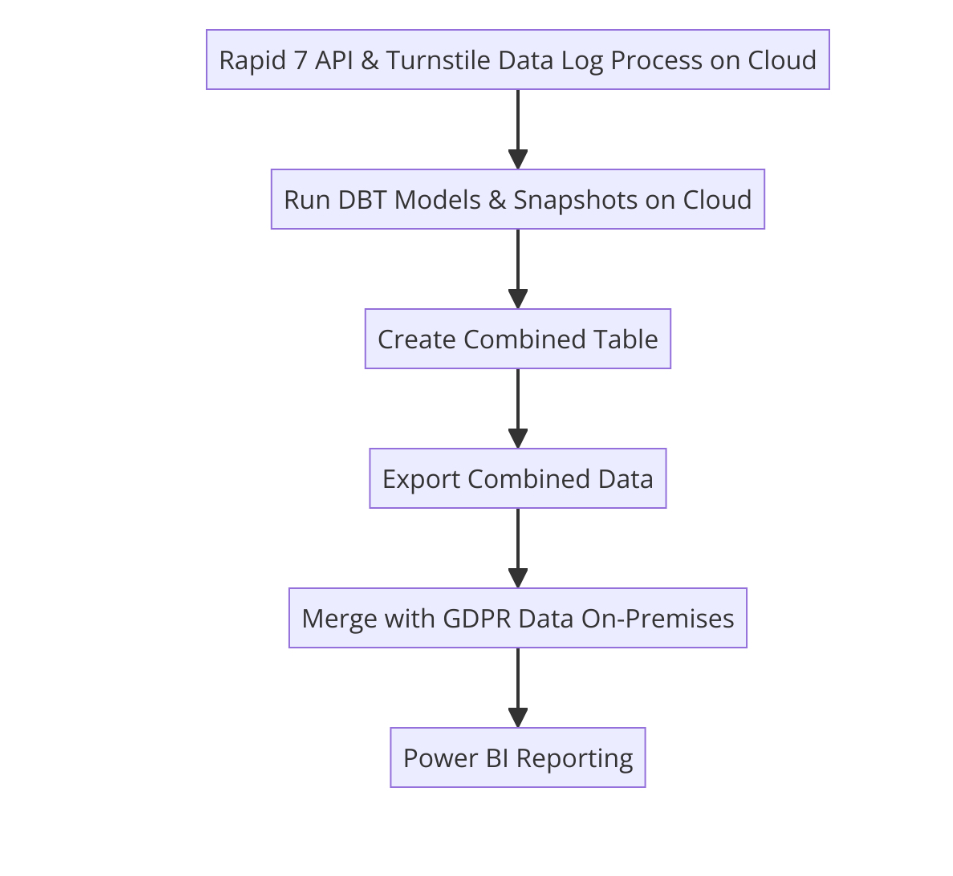 Rapid 7 API & Turnstile Data Log Process on Cloud
Run DBT Models & Snapshots on Cloud
Create Combined Table
Export Combined Data
Merge with GDPR Data On-Premises
Power BI Reporting